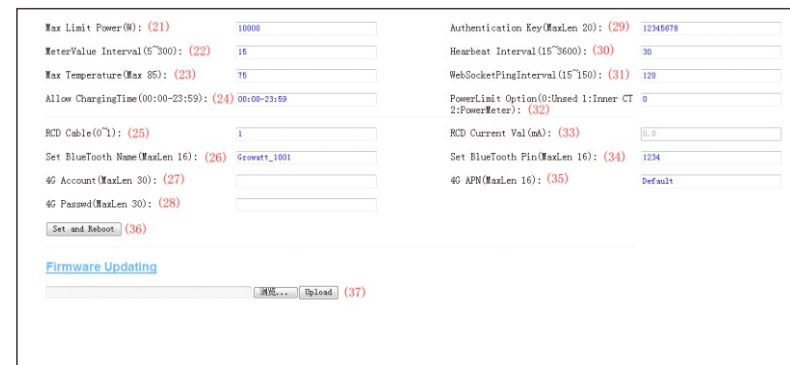 Max Limit Power(W): (21) 10000 Authentication Key(MaxLen 20): (29) 12345678
MeterValue Interval(5~300): (22) 15 Hearbeat Interval(15~3600): (30) 30
Max Temperature(Max 85): (23) 75 WebSocketPingInterval(15~150): (31) 120
Allow ChargingTime(00:00-23:59): (24) 00:00-23:59 PowerLimit Option(0:Unsed 1:Inner CT 0
2:PowerMeter): (32)
RCD Cable(0~1): (25) 1 RCD Current Val(mA): (33) 0.0
Set BlueTooth Name(MaxLen 16): (26) Growatt_1001 Set BlueTooth Pin(MaxLen 16): (34) 1234
4G Account(MaxLen 30): (27) 4G APN(MaxLen 16): (35) Default
4G Passwd(MaxLen 30): (28)
Set and Reboot (36)
Firmware Updating
浏览... Upload (37)